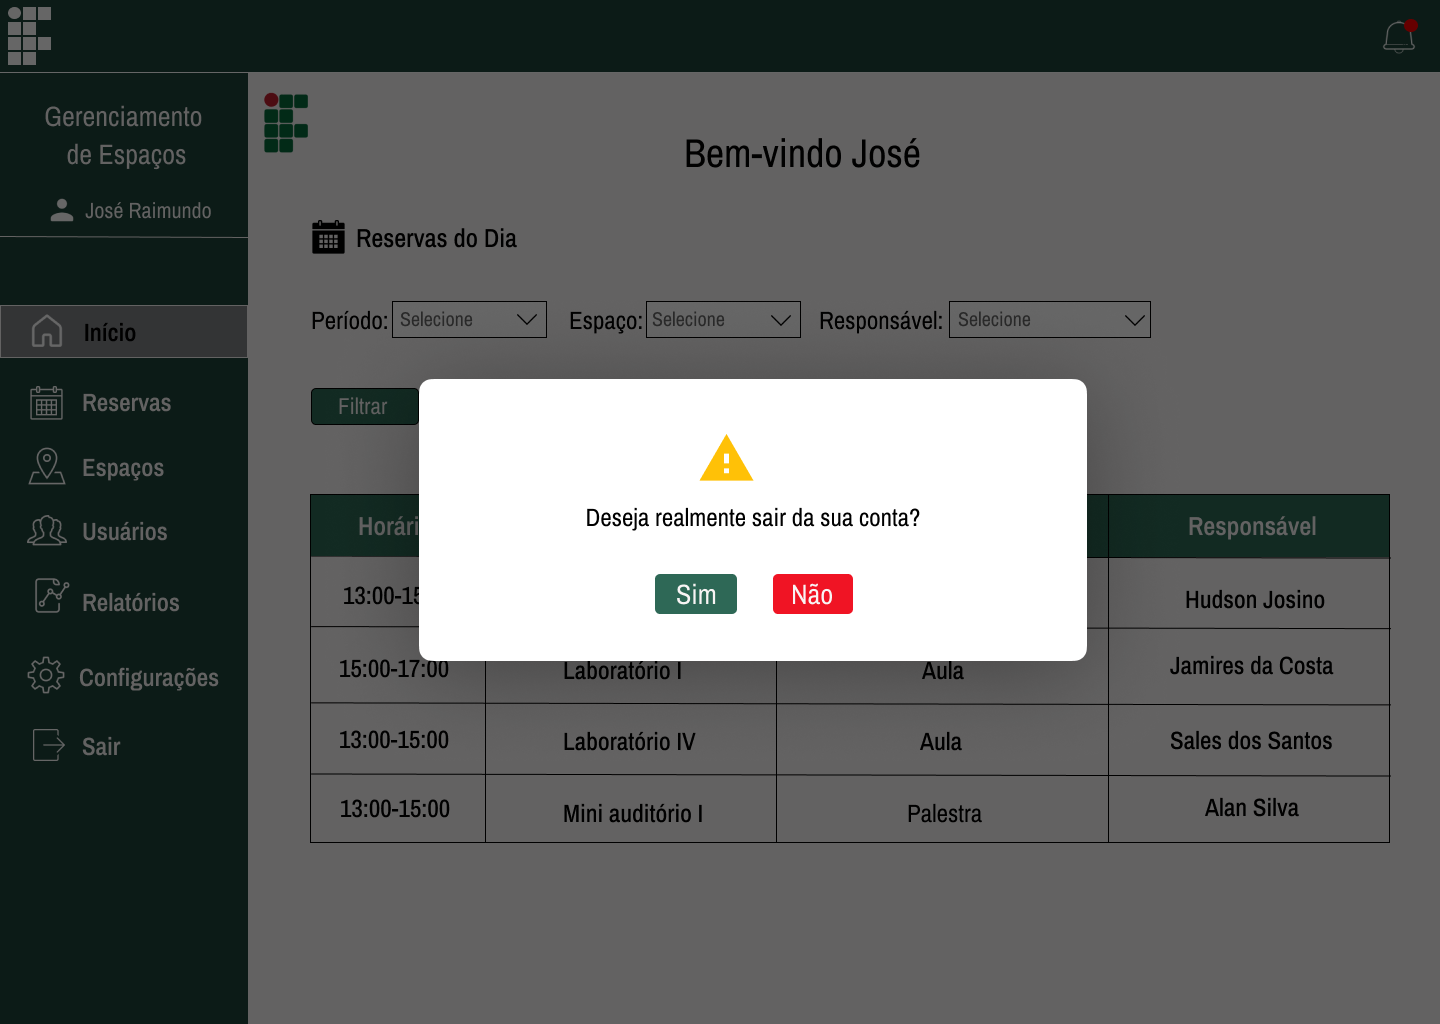 Gerenciamento
de Espaços
José Raimundo
Início
Reservas
Espaços
Usuários
Relatórios
Configurações
Sair
Bem-vindo José
Reservas do Dia
Período: Selecione Espaço: Selecione Responsável: Selecione
Filtrar
Deseja realmente sair da sua conta?
Sim Não
Horári Responsável
13:00-15 Hudson Josino
15:00-17:00 Laboratório I Aula Jamires da Costa
13:00-15:00 Laboratório IV Aula Sales dos Santos
13:00-15:00 Mini auditório I Palestra Alan Silva